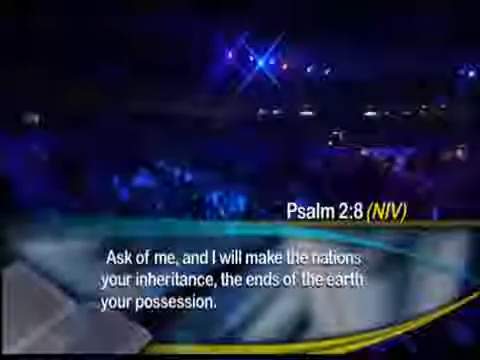 Psalm 2:8 (NIV)
Ask of me, and I will make the nations
your inheritance, the ends of the earth
your possession.